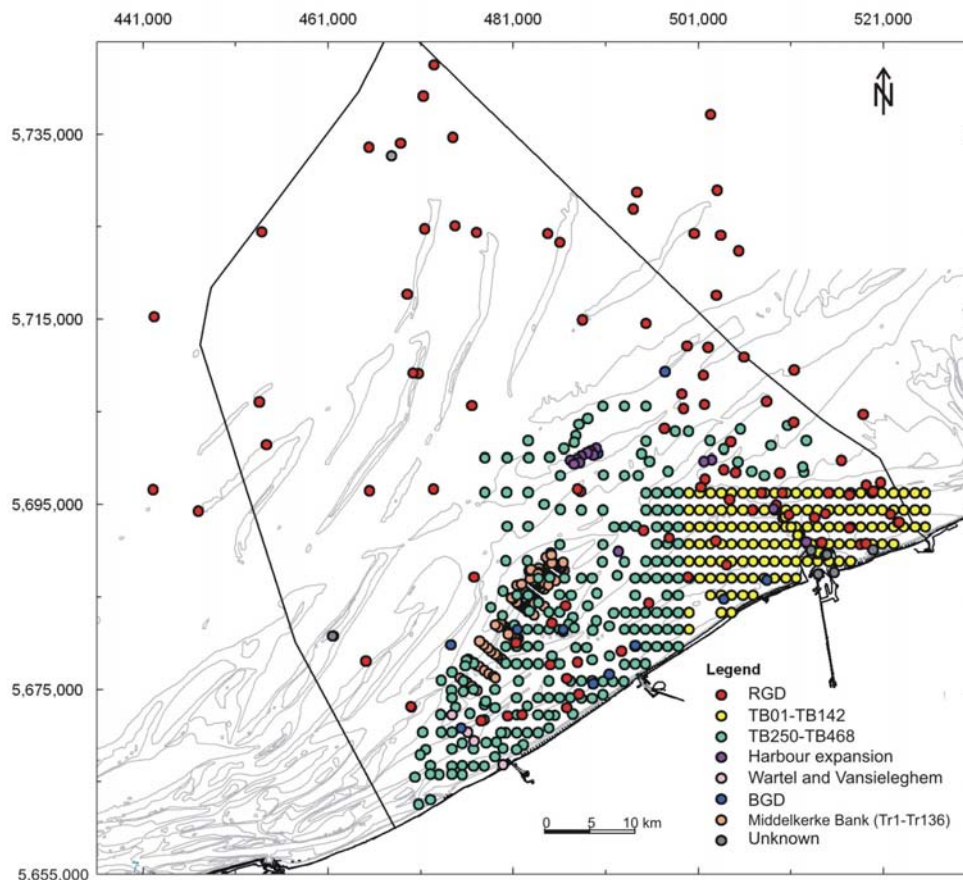 441,000 461,000 481,000 501,000 521,000
N
5,735,000
5,715,000
5,695,000
5,675,000
5,655,000
Legend
RGD
TB01-TB142
TB250-TB468
Harbour expansion
Wartel and Vansieleghem
BGD
Middelkerke Bank (Tr1-Tr136)
Unknown
0 5 10 km